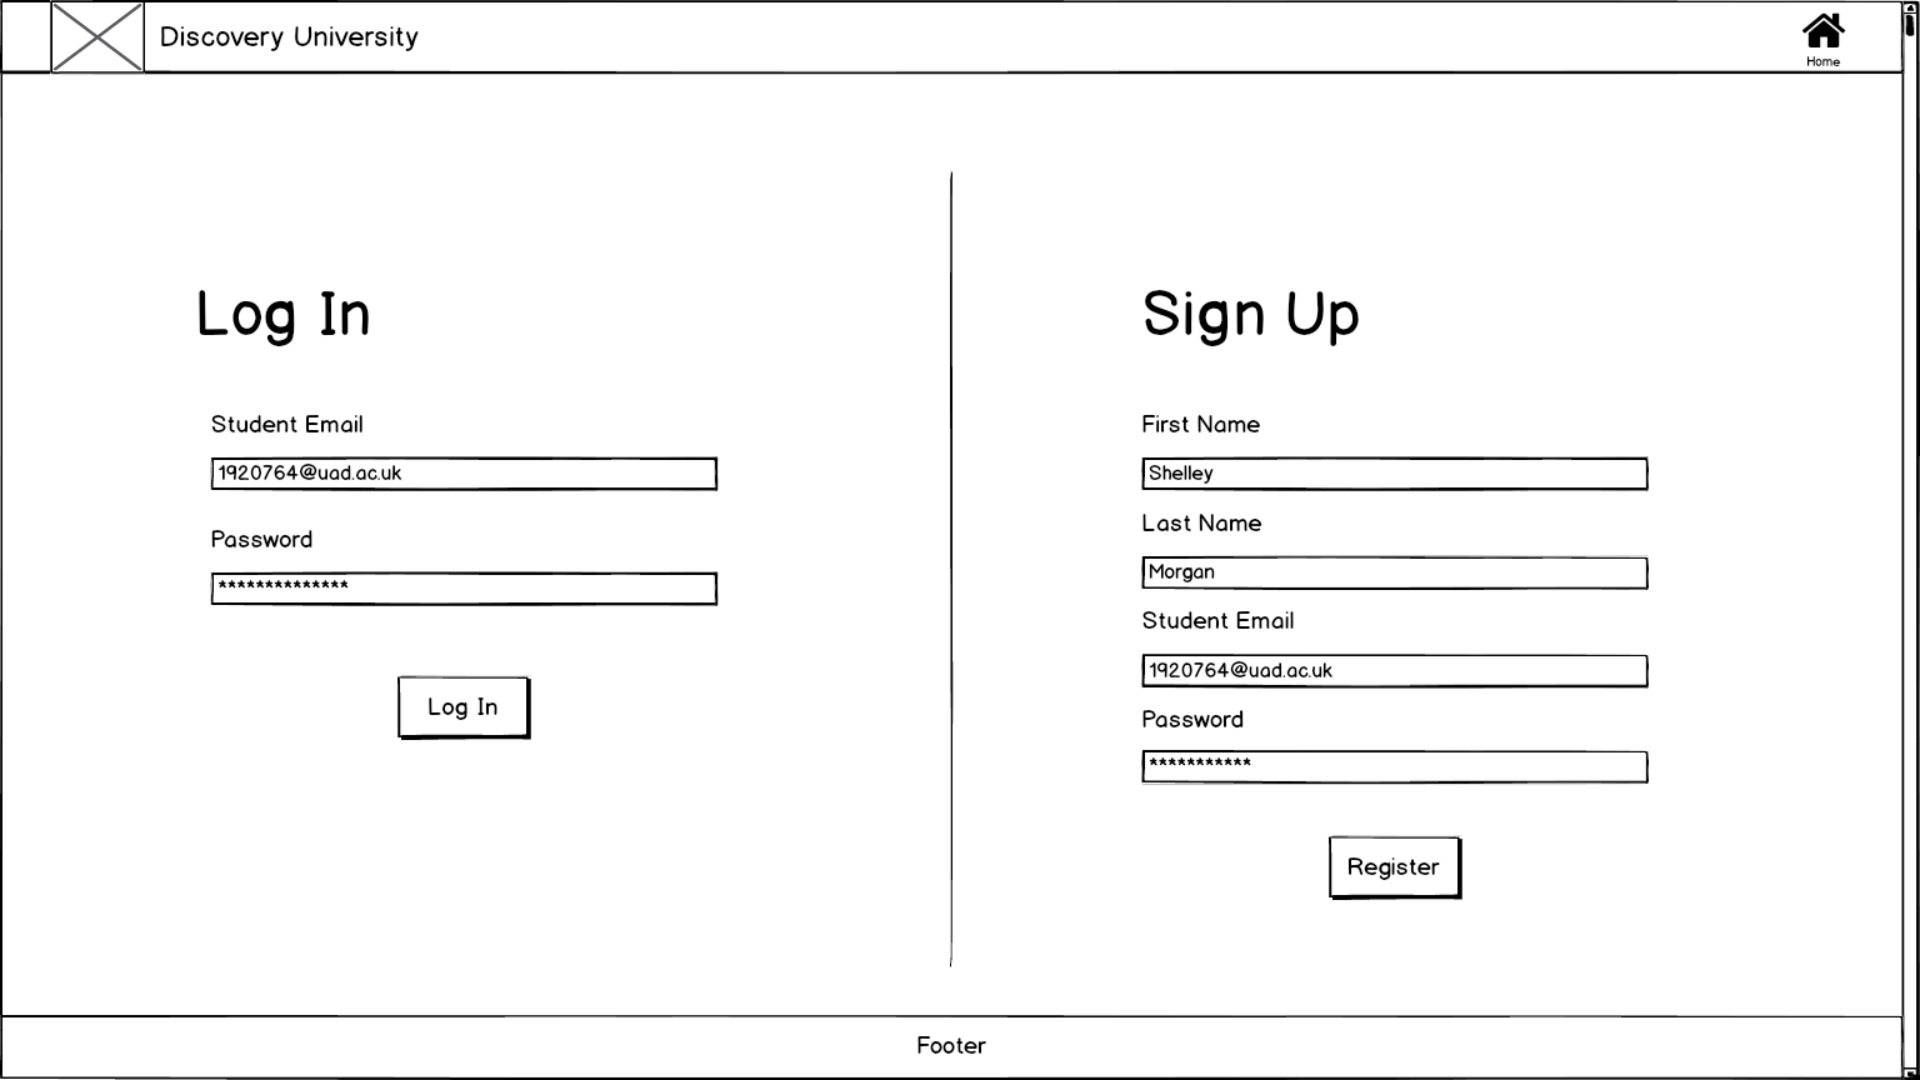 Discovery University
Home
Log In
Student Email
1920764@uad.ac.uk
Password
**************
Log In
Sign Up
First Name
Shelley
Last Name
Morgan
Student Email
1920764@uad.ac.uk
Password
***********
Register
Footer